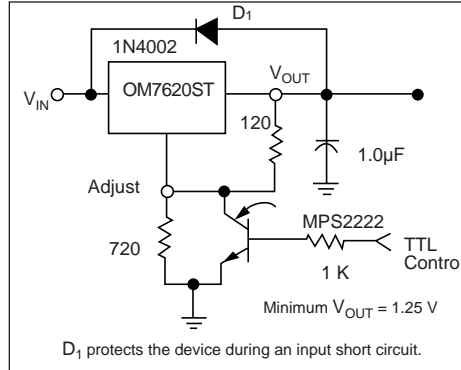 D1
1N4002
VIN
OM7620ST
VOUT
120
1.0µF
Adjust
720
MPS2222
1 K
TTL
Control
Minimum VOUT = 1.25 V
D1 protects the device during an input short circuit.